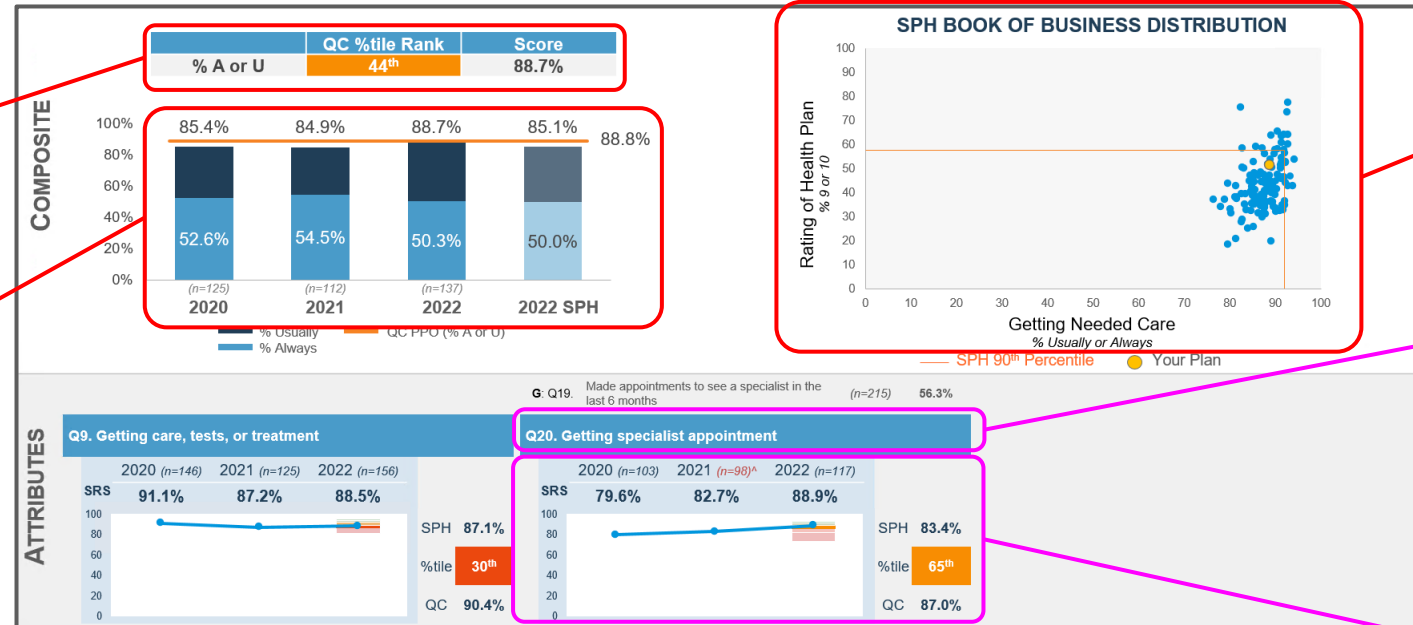 COMPOSITE
QC %tile Rank Score
% A or U 44th 88.7%
100%
80%
60%
40%
20%
0%
85.4% 84.9% 88.7% 85.1% 88.8%
52.6% 54.5% 50.3% 50.0%
(n=125) (n=112) (n=137)
2020 2021 2022 2022 SPH
% Usually QC PPO (% A or U)
% Always
SPH BOOK OF BUSINESS DISTRIBUTION
Rating of Health Plan
% 9 or 10
100
90
80
70
60
50
40
30
20
10
0
0 10 20 30 40 50 60 70 80 90 100
Getting Needed Care
% Usually or Always
SPH 90th Percentile Your Plan
ATTRIBUTES
G: Q19. Made appointments to see a specialist in the
last 6 months (n=215) 56.3%
Q9. Getting care, tests, or treatment
2020 (n=146) 2021 (n=125) 2022 (n=156)
SRS 91.1% 87.2% 88.5%
100
80
60
40
20
0
SPH 87.1%
%tile 30th
QC 90.4%
Q20. Getting specialist appointment
2020 (n=103) 2021 (n=98)^ 2022 (n=117)
SRS 79.6% 82.7% 88.9%
100
80
60
40
20
0
SPH 83.4%
%tile 65th
QC 87.0%